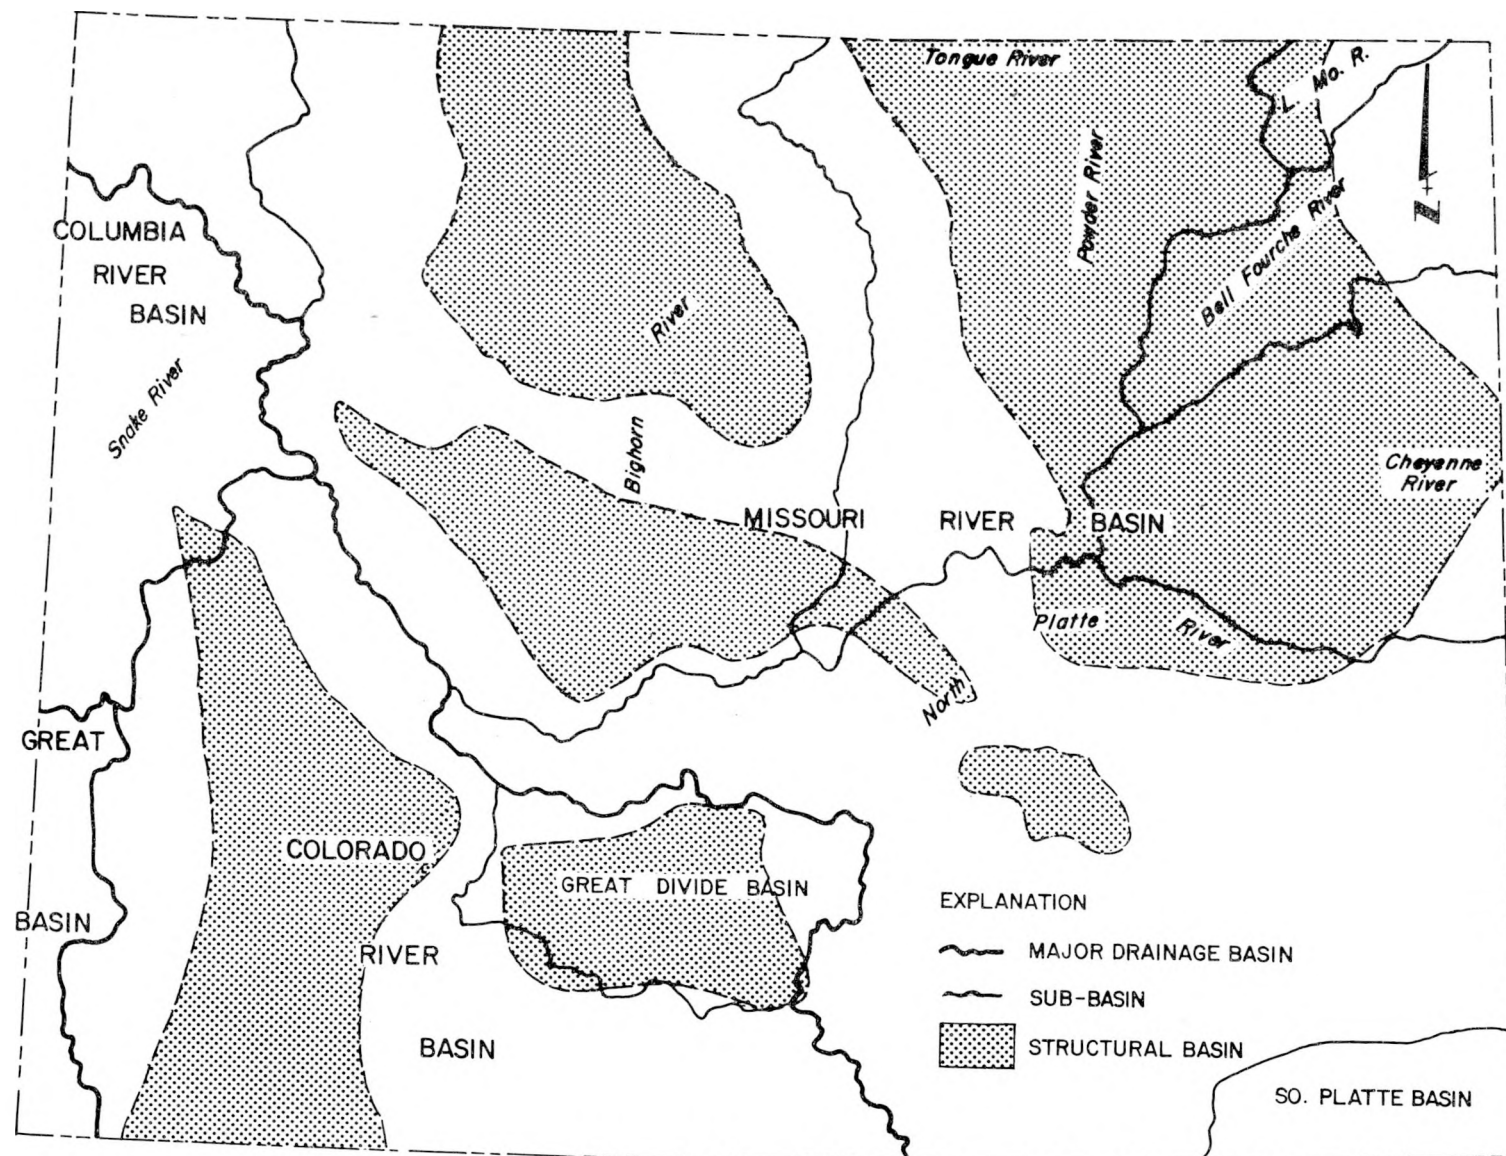 Tongue River
L. Mo. R.
N
Powder River
COLUMBIA
RIVER
BASIN
Bell Fourche River
River
Snake River
Bighorn
Cheyenne
River
MISSOURI RIVER BASIN
Platte River
North
GREAT
COLORADO
GREAT DIVIDE BASIN
EXPLANATION
BASIN
RIVER
MAJOR DRAINAGE BASIN
SUB-BASIN
BASIN
STRUCTURAL BASIN
SO. PLATTE BASIN